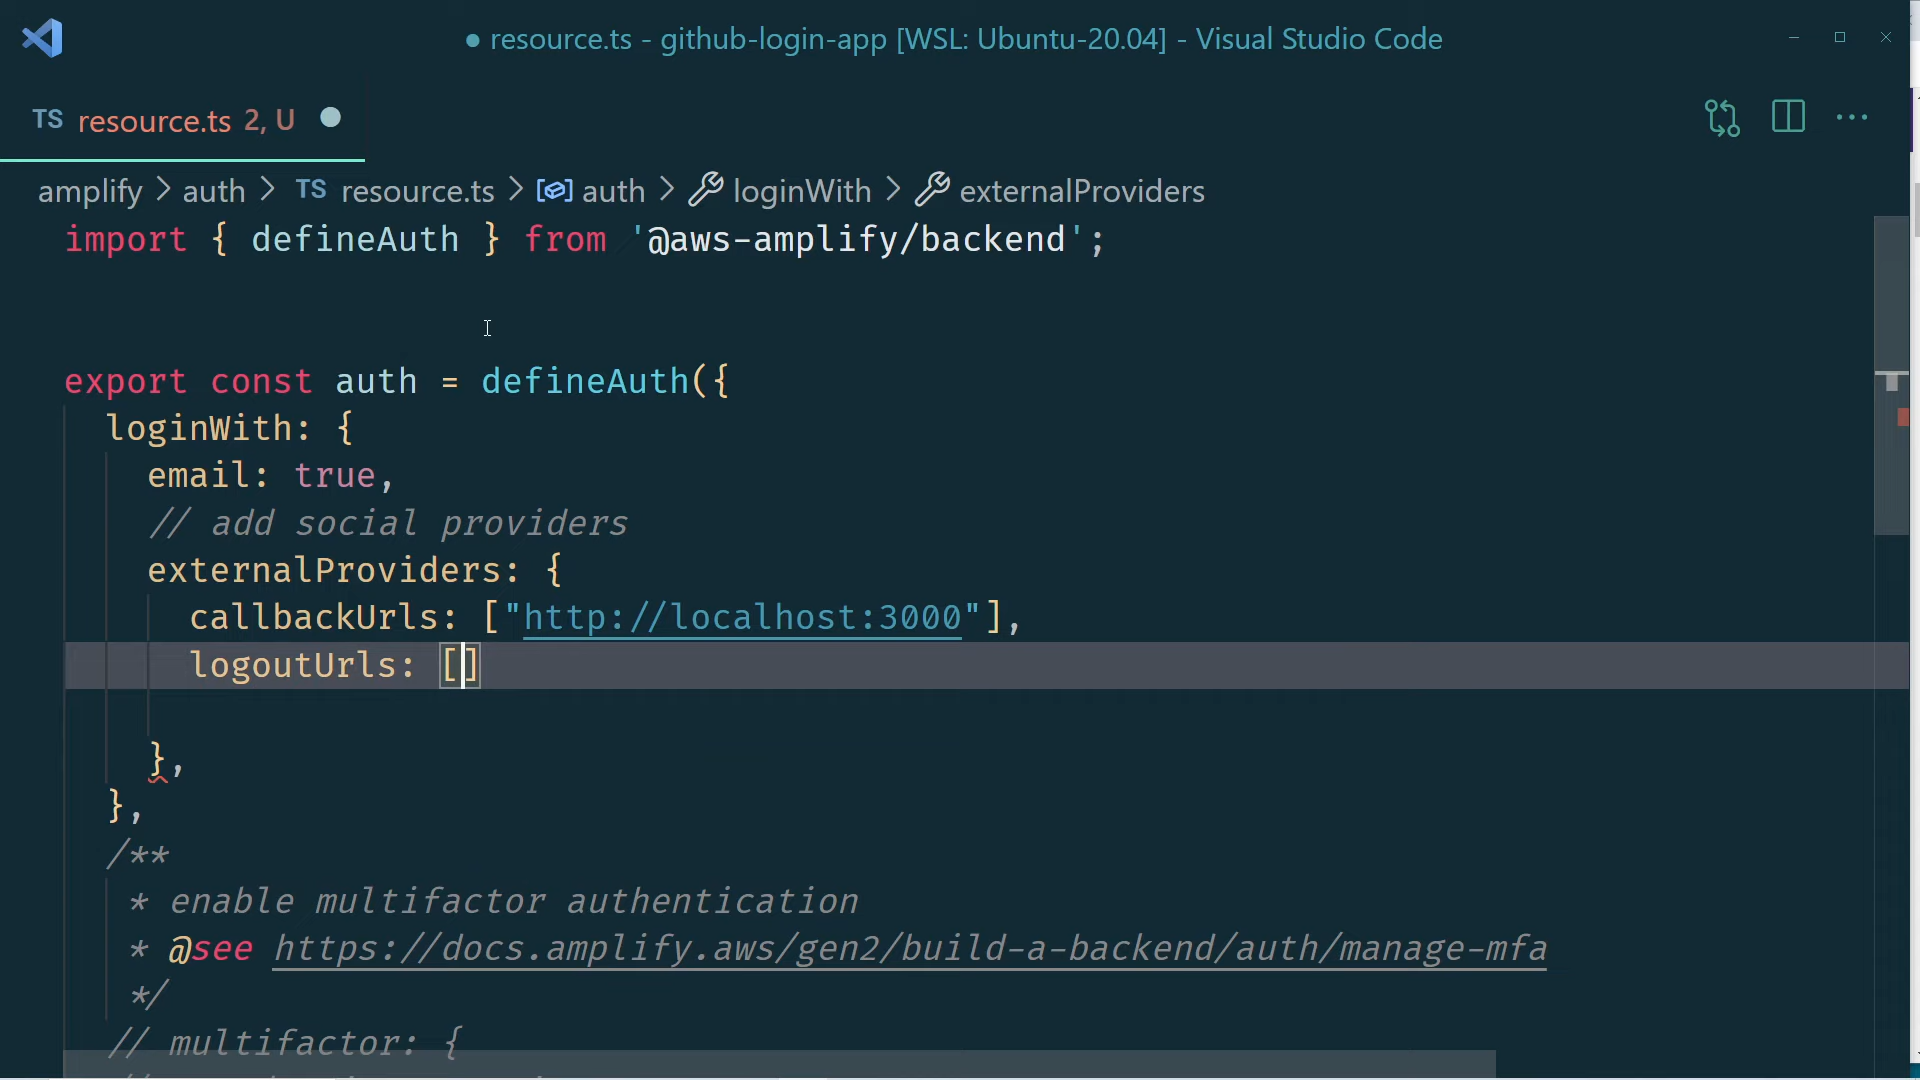 ● resource.ts - github-login-app [WSL: Ubuntu-20.04] - Visual Studio Code
TS resource.ts 2, U
amplify > auth > TS resource.ts > auth > loginWith > externalProviders
import { defineAuth } from '@aws-amplify/backend';
export const auth = defineAuth({
loginWith: {
email: true,
// add social providers
externalProviders: {
callbackUrls: ["http://localhost:3000"],
logoutUrls: []
},
},
/**
* enable multifactor authentication
* @see https://docs.amplify.aws/gen2/build-a-backend/auth/manage-mfa
*/
// multifactor: {